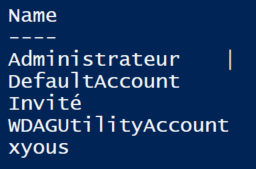 Name
----
Administrateur |
DefaultAccount
Invité
WDAGUtilityAccount
xyous